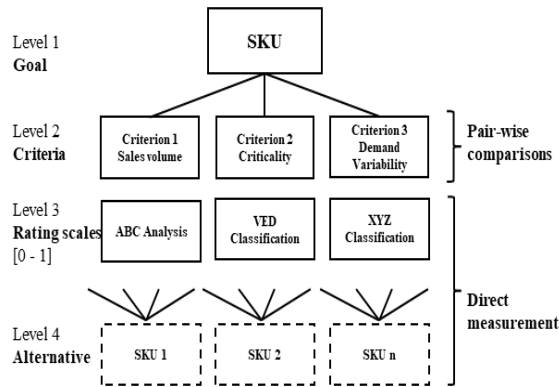 Level 1
Goal
SKU
Level 2
Criteria
Criterion 1
Sales volume
Criterion 2
Criticality
Criterion 3
Demand
Variability
Pair-wise
comparisons
Level 3
Rating scales
[0 - 1]
ABC Analysis
VED
Classification
XYZ
Classification
Direct
measurement
Level 4
Alternative
SKU 1
SKU 2
SKU n